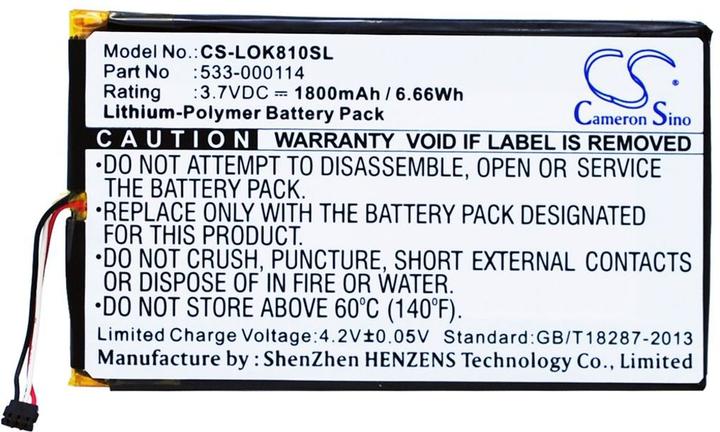 Model No.:CS-LOK810SL
Part No :533-000114
Rating :3.7VDC ⎓ 1800mAh / 6.66Wh
Lithium-Polymer Battery Pack
CS
Cameron Sino
CAUTION WARRANTY VOID IF LABEL IS REMOVED
•DO NOT ATTEMPT TO DISASSEMBLE, OPEN OR SERVICE
THE BATTERY PACK.
•REPLACE ONLY WITH THE BATTERY PACK DESIGNATED
FOR THIS PRODUCT.
•DO NOT CRUSH, PUNCTURE, SHORT EXTERNAL CONTACTS
OR DISPOSE OF IN FIRE OR WATER.
•DO NOT STORE ABOVE 60°C (140°F).
Limited Charge Voltage:4.2V±0.05V Standard:GB/T18287-2013
Manufacture by : ShenZhen HENZENS Technology Co., Limited